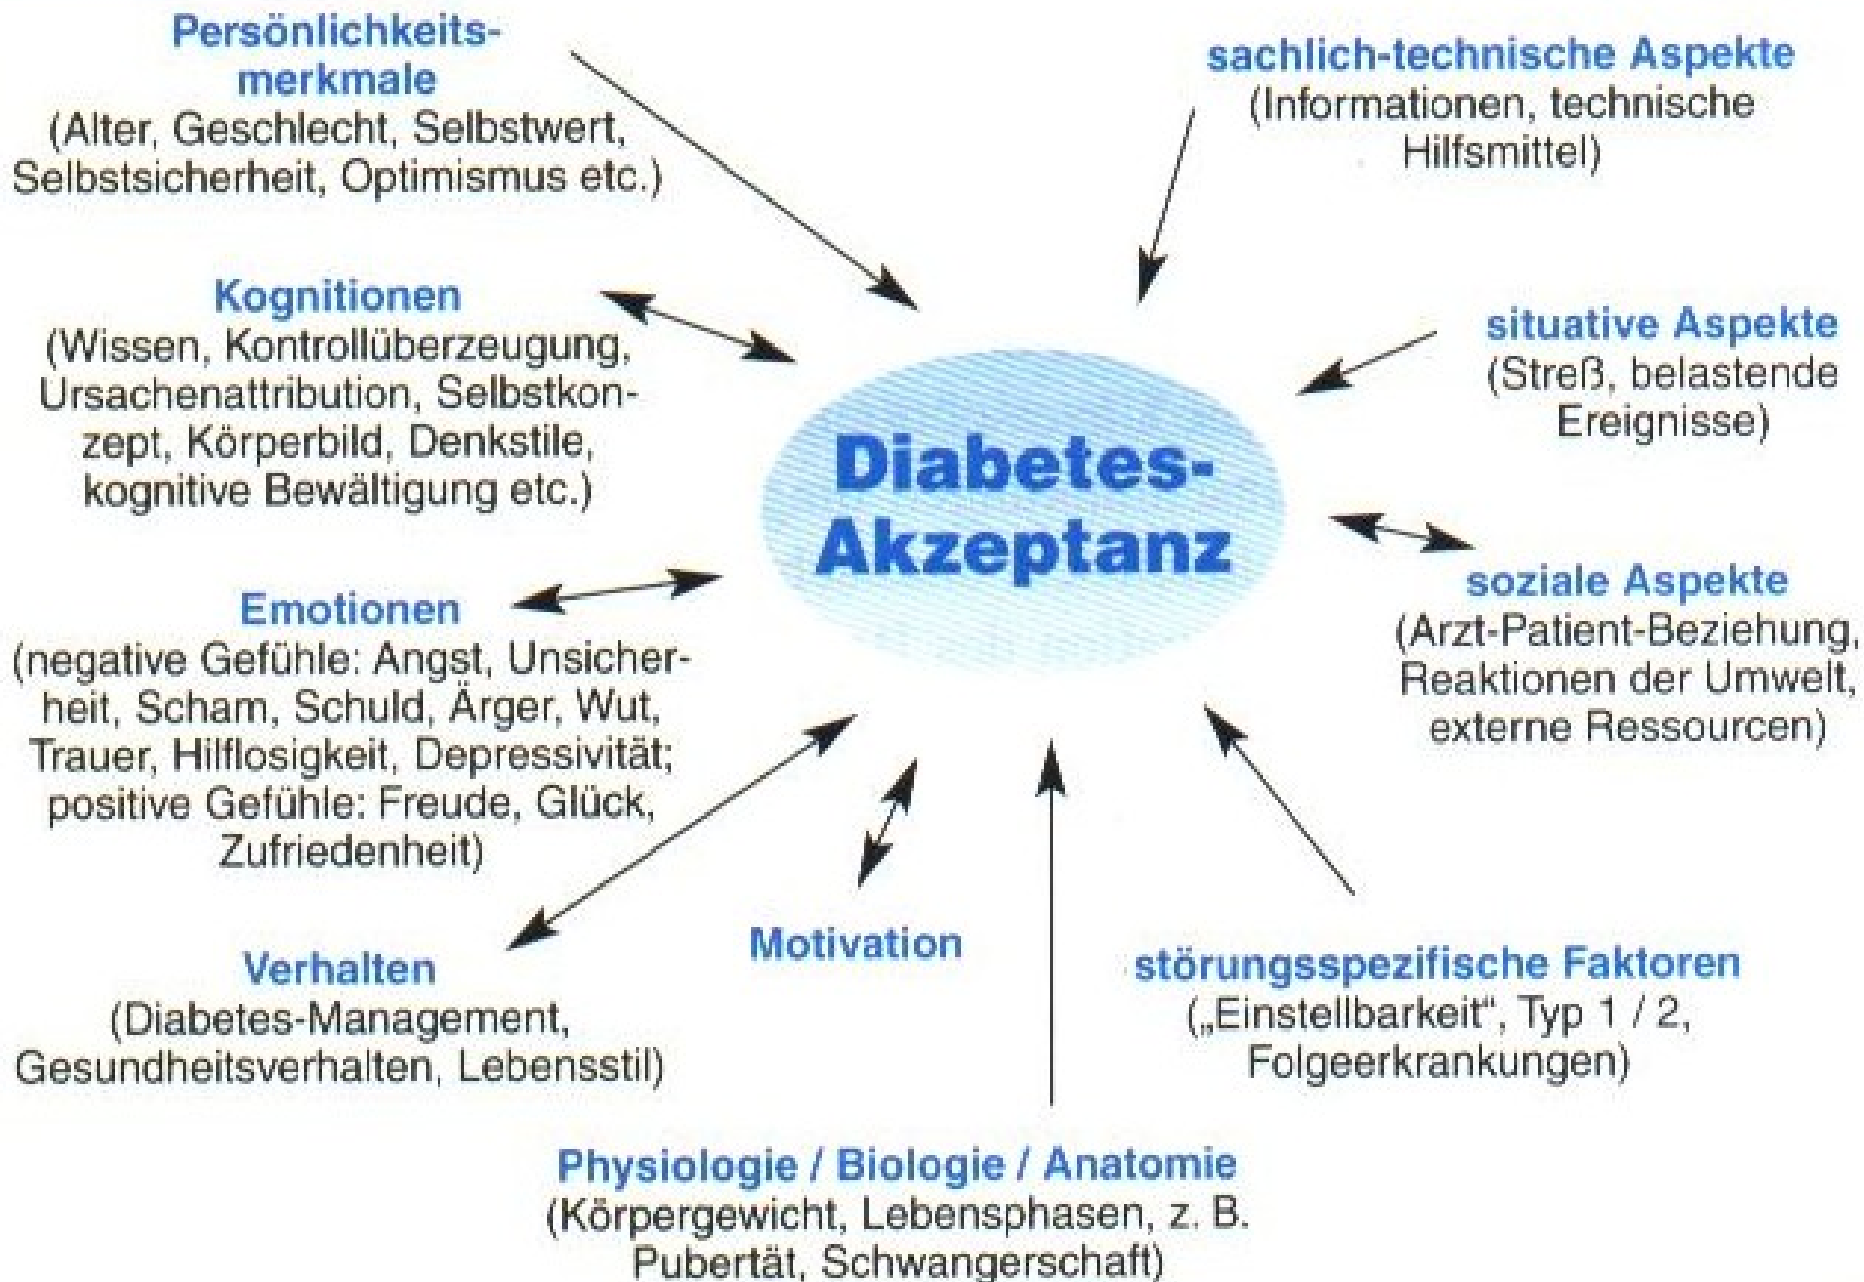 Persönlichkeits-
merkmale
(Alter, Geschlecht, Selbstwert,
Selbstsicherheit, Optimismus etc.)
sachlich-technische Aspekte
(Informationen, technische
Hilfsmittel)
Kognitionen
(Wissen, Kontrollüberzeugung,
Ursachenattribution, Selbstkon-
zept, Körperbild, Denkstile,
kognitive Bewältigung etc.)
situative Aspekte
(Streß, belastende
Ereignisse)
Diabetes-
Akzeptanz
Emotionen
(negative Gefühle: Angst, Unsicher-
heit, Scham, Schuld, Ärger, Wut,
Trauer, Hilflosigkeit, Depressivität;
positive Gefühle: Freude, Glück,
Zufriedenheit)
soziale Aspekte
(Arzt-Patient-Beziehung,
Reaktionen der Umwelt,
externe Ressourcen)
Verhalten
(Diabetes-Management,
Gesundheitsverhalten, Lebensstil)
Motivation
störungsspezifische Faktoren
(„Einstellbarkeit“, Typ 1 / 2,
Folgeerkrankungen)
Physiologie / Biologie / Anatomie
(Körpergewicht, Lebensphasen, z. B.
Pubertät, Schwangerschaft)